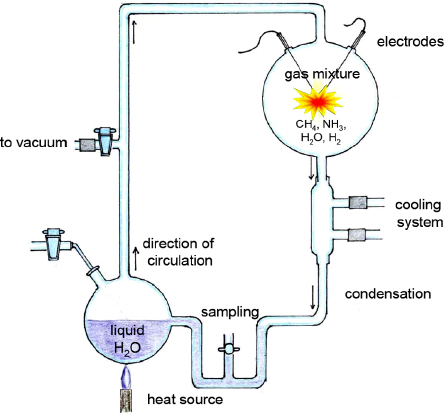 electrodes
gas mixture
CH4, NH3,
H2O, H2
to vacuum
cooling
system
direction of
circulation
condensation
sampling
liquid
H2O
heat source